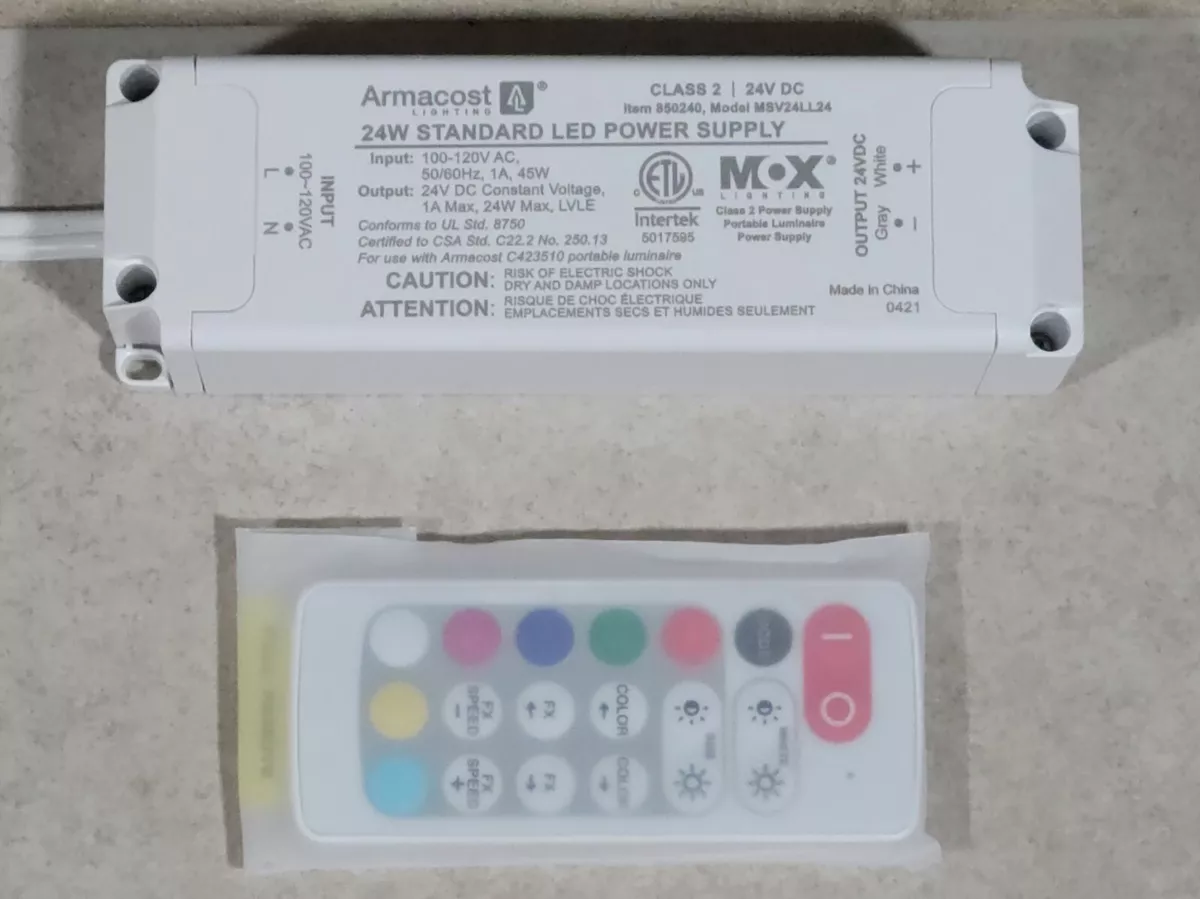 Armacost ®
LIGHTING
CLASS 2 | 24V DC
Item 850240, Model MSV24LL24
24W STANDARD LED POWER SUPPLY
Input: 100-120V AC,
50/60Hz, 1A, 45W
Output: 24V DC Constant Voltage,
1A Max, 24W Max, LVLE
Conforms to UL Std. 8750
Certified to CSA Std. C22.2 No. 250.13
For use with Armacost C423510 portable luminaire
CAUTION: RISK OF ELECTRIC SHOCK
DRY AND DAMP LOCATIONS ONLY
ATTENTION: RISQUE DE CHOC ÉLECTRIQUE
EMPLACEMENTS SECS ET HUMIDES SEULEMENT
C ETL US
Intertek
5017595
MOX®
LIGHTING
Class 2 Power Supply
Portable Luminaire
Power Supply
Made In China
0421
INPUT
100~120VAC
L
N
OUTPUT 24VDC
White +
Gray −
FX
SPEED
−
FX
COLOR
FX
SPEED
+
FX
COLOR
WHITE